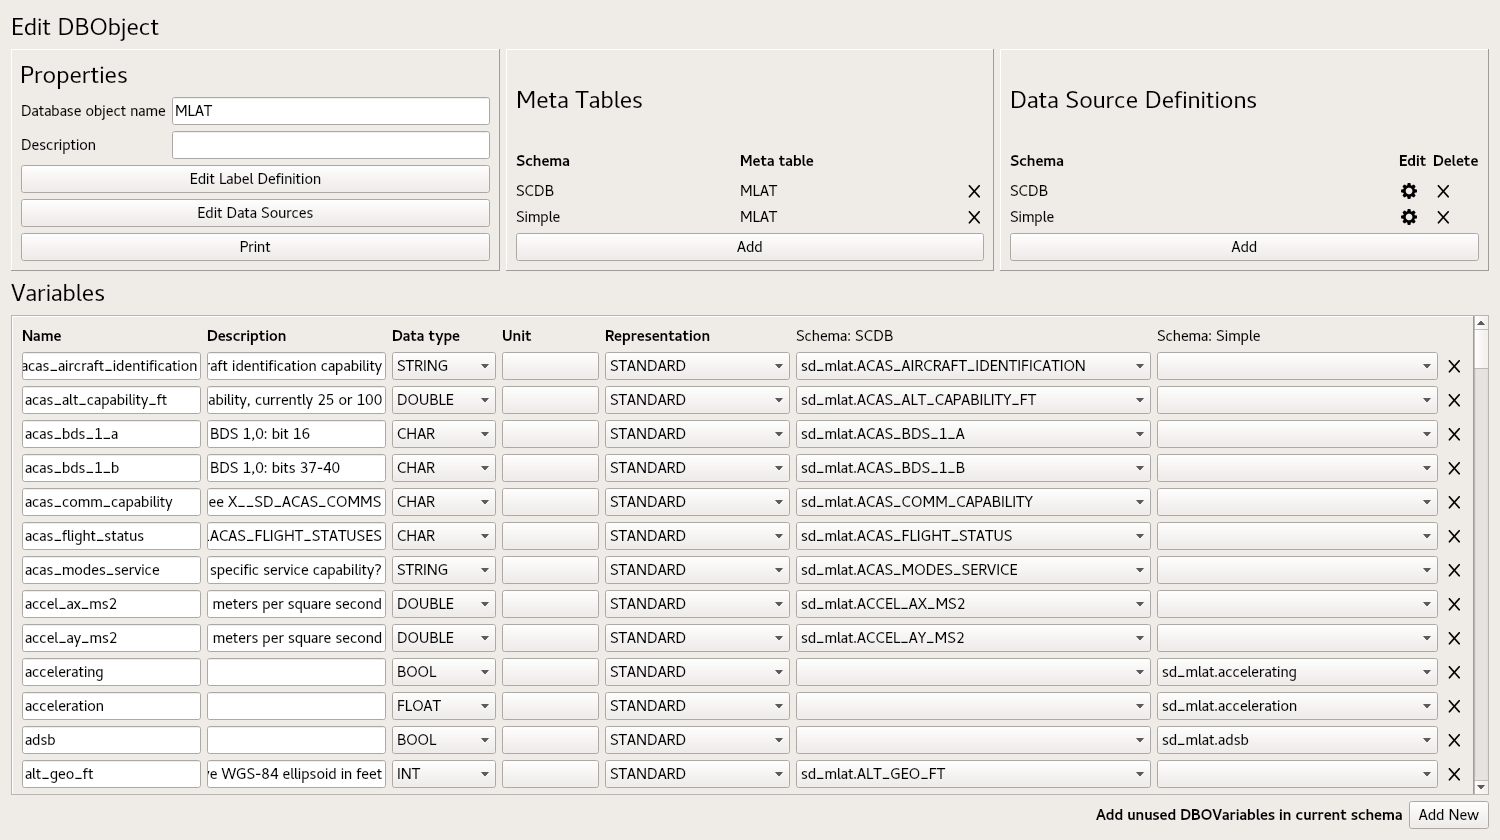 Edit DBObject
Properties
Database object name MLAT
Description
Edit Label Definition
Edit Data Sources
Print
Meta Tables
Schema Meta table
SCDB MLAT
Simple MLAT
Add
Data Source Definitions
Schema Edit Delete
SCDB
Simple
Add
Variables
Name Description Data type Unit Representation Schema: SCDB Schema: Simple
acas_aircraft_identification raft identification capability STRING STANDARD sd_mlat.ACAS_AIRCRAFT_IDENTIFICATION
acas_alt_capability_ft ability, currently 25 or 100 DOUBLE STANDARD sd_mlat.ACAS_ALT_CAPABILITY_FT
acas_bds_1_a BDS 1,0: bit 16 CHAR STANDARD sd_mlat.ACAS_BDS_1_A
acas_bds_1_b BDS 1,0: bits 37-40 CHAR STANDARD sd_mlat.ACAS_BDS_1_B
acas_comm_capability ee X__SD_ACAS_COMMS CHAR STANDARD sd_mlat.ACAS_COMM_CAPABILITY
acas_flight_status .ACAS_FLIGHT_STATUSES CHAR STANDARD sd_mlat.ACAS_FLIGHT_STATUS
acas_modes_service specific service capability? STRING STANDARD sd_mlat.ACAS_MODES_SERVICE
accel_ax_ms2 meters per square second DOUBLE STANDARD sd_mlat.ACCEL_AX_MS2
accel_ay_ms2 meters per square second DOUBLE STANDARD sd_mlat.ACCEL_AY_MS2
accelerating BOOL STANDARD sd_mlat.accelerating
acceleration FLOAT STANDARD sd_mlat.acceleration
adsb BOOL STANDARD sd_mlat.adsb
alt_geo_ft e WGS-84 ellipsoid in feet INT STANDARD sd_mlat.ALT_GEO_FT
Add unused DBOVariables in current schema Add New